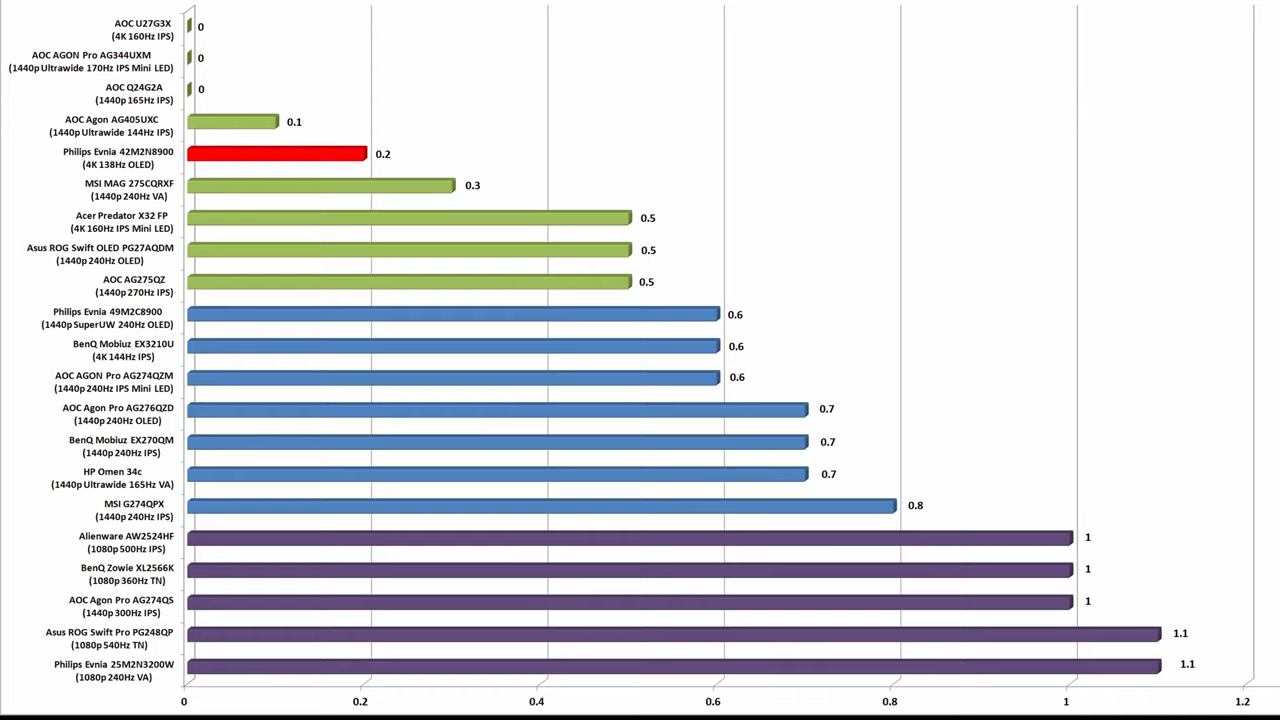 AOC U27G3X
(4K 160Hz IPS)
0
AOC AGON Pro AG344UXM
(1440p Ultrawide 170Hz IPS Mini LED)
0
AOC Q24G2A
(1440p 165Hz IPS)
0
AOC Agon AG405UXC
(1440p Ultrawide 144Hz IPS)
0.1
Philips Evnia 42M2N8900
(4K 138Hz OLED)
0.2
MSI MAG 275CQRXF
(1440p 240Hz VA)
0.3
Acer Predator X32 FP
(4K 160Hz IPS Mini LED)
0.5
Asus ROG Swift OLED PG27AQDM
(1440p 240Hz OLED)
0.5
AOC AG275QZ
(1440p 270Hz IPS)
0.5
Philips Evnia 49M2C8900
(1440p SuperUW 240Hz OLED)
0.6
BenQ Mobiuz EX3210U
(4K 144Hz IPS)
0.6
AOC AGON Pro AG274QZM
(1440p 240Hz IPS Mini LED)
0.6
AOC Agon Pro AG276QZD
(1440p 240Hz OLED)
0.7
BenQ Mobiuz EX270QM
(1440p 240Hz IPS)
0.7
HP Omen 34c
(1440p Ultrawide 165Hz VA)
0.7
MSI G274QPX
(1440p 240Hz IPS)
0.8
Alienware AW2524HF
(1080p 500Hz IPS)
1
BenQ Zowie XL2566K
(1080p 360Hz TN)
1
AOC Agon Pro AG274QS
(1440p 300Hz IPS)
1
Asus ROG Swift Pro PG248QP
(1080p 540Hz TN)
1.1
Philips Evnia 25M2N3200W
(1080p 240Hz VA)
1.1
0 0.2 0.4 0.6 0.8 1 1.2